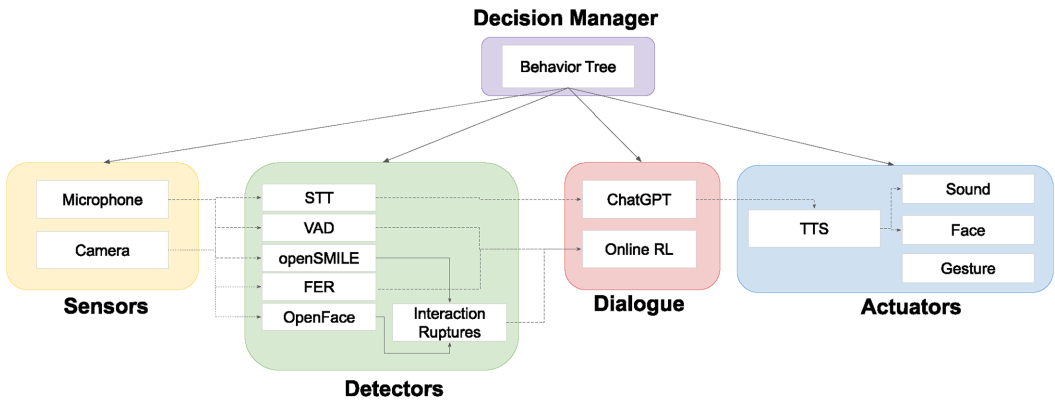 Decision Manager
Behavior Tree
Microphone
Camera
Sensors
STT
VAD
openSMILE
FER
OpenFace
Interaction
Ruptures
Detectors
ChatGPT
Online RL
Dialogue
TTS
Sound
Face
Gesture
Actuators